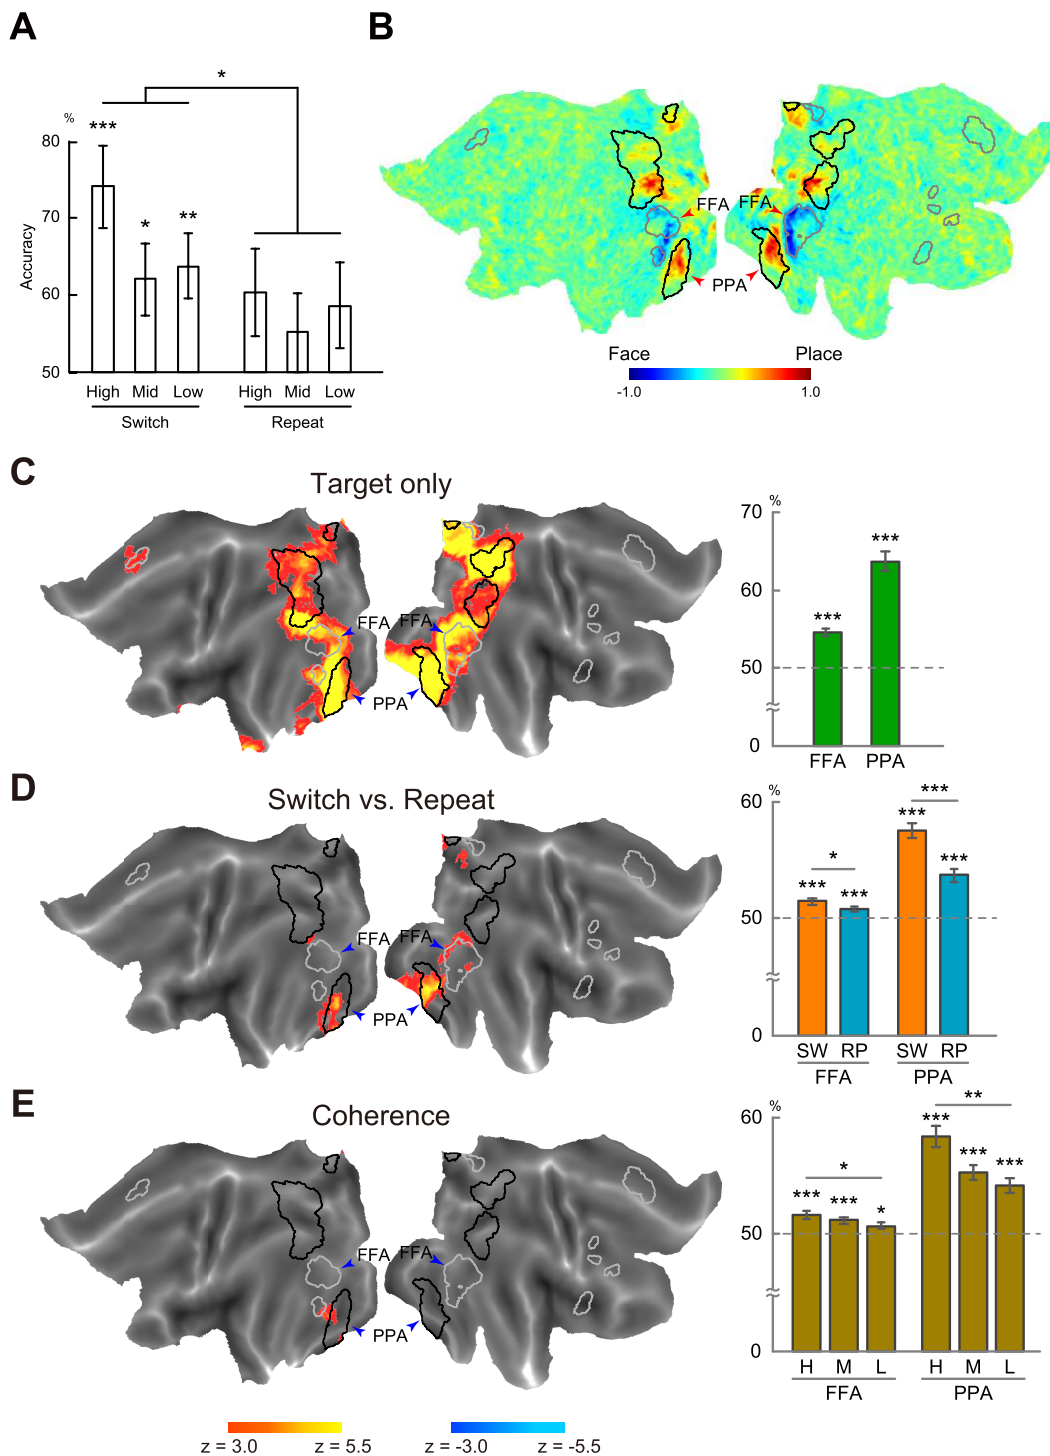 A
B
%
*
80
***
*
**
70
60
50
Accuracy
High Mid Low High Mid Low
Switch Repeat
FFA FFA
PPA
Face Place
-1.0 1.0
C
Target only
FFA FFA
PPA
%
70
60
50
0
***
***
FFA PPA
D
Switch vs. Repeat
FFA FFA
PPA
%
60
50
0
***
***
*
***
*** ***
SW RP SW RP
FFA PPA
E
Coherence
FFA FFA
PPA
%
60
50
0
**
***
***
***
*
*** *** *
H M L H M L
FFA PPA
z = 3.0 z = 5.5 z = -3.0 z = -5.5